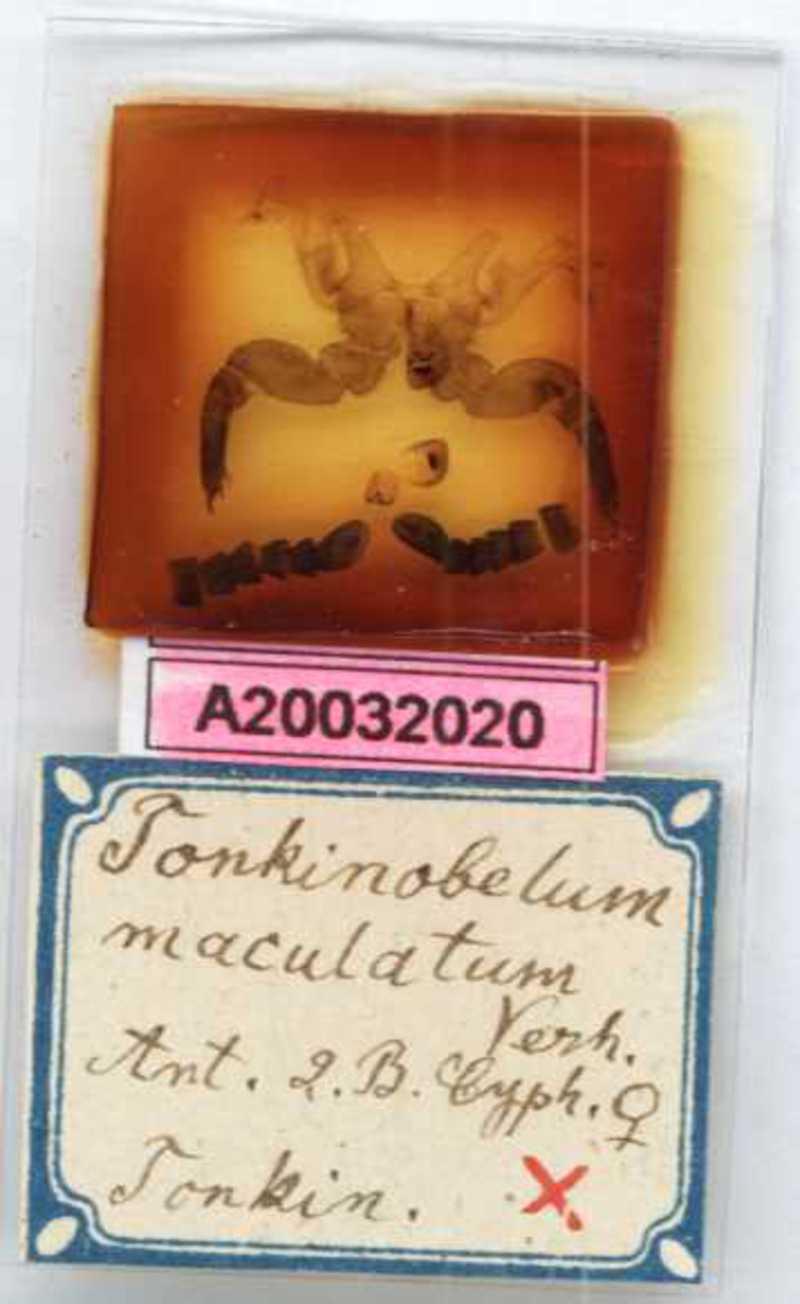 A20032020
Tonkinobelum
maculatum
Verh.
Ant. 2. B. Cyph. ♀
Tonkin. X